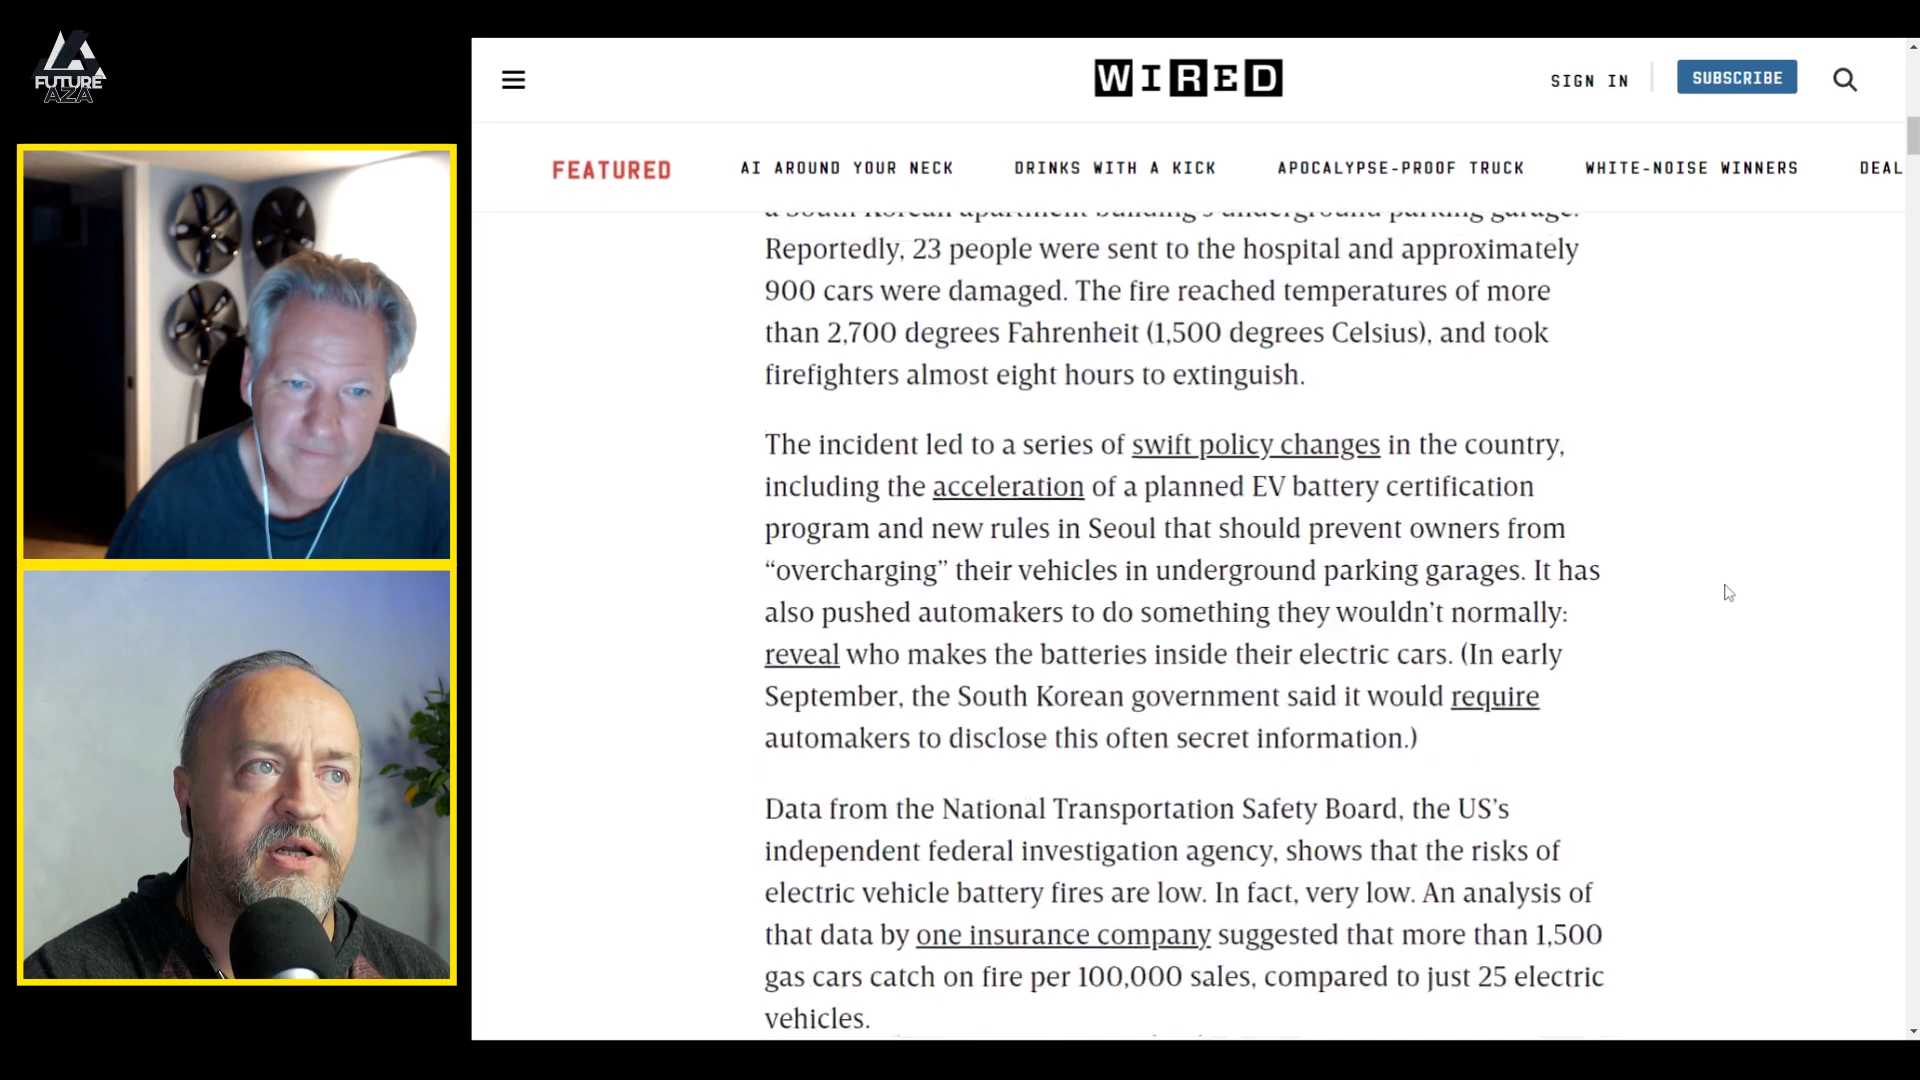 FUTURE
AZA
WIRED
SIGN IN
SUBSCRIBE
FEATURED
AI AROUND YOUR NECK
DRINKS WITH A KICK
APOCALYPSE-PROOF TRUCK
WHITE-NOISE WINNERS
DEAL
a South Korean apartment building's underground parking garage.
Reportedly, 23 people were sent to the hospital and approximately
900 cars were damaged. The fire reached temperatures of more
than 2,700 degrees Fahrenheit (1,500 degrees Celsius), and took
firefighters almost eight hours to extinguish.
The incident led to a series of swift policy changes in the country,
including the acceleration of a planned EV battery certification
program and new rules in Seoul that should prevent owners from
“overcharging” their vehicles in underground parking garages. It has
also pushed automakers to do something they wouldn’t normally:
reveal who makes the batteries inside their electric cars. (In early
September, the South Korean government said it would require
automakers to disclose this often secret information.)
Data from the National Transportation Safety Board, the US’s
independent federal investigation agency, shows that the risks of
electric vehicle battery fires are low. In fact, very low. An analysis of
that data by one insurance company suggested that more than 1,500
gas cars catch on fire per 100,000 sales, compared to just 25 electric
vehicles.